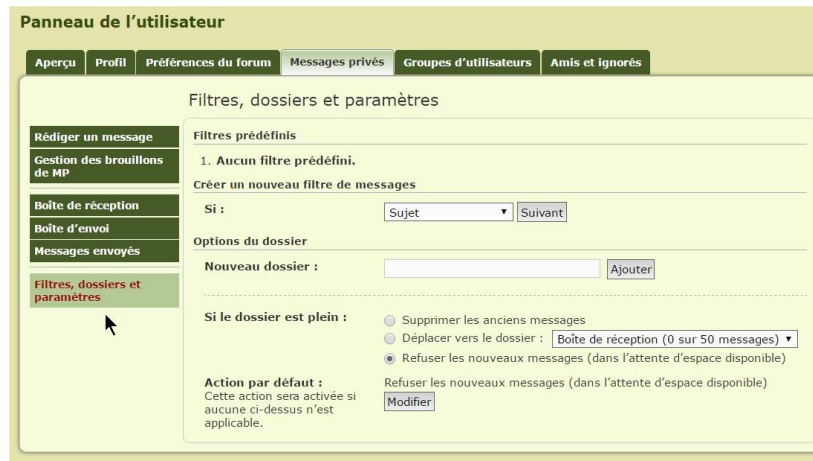 Panneau de l’utilisateur
Aperçu Profil Préférences du forum Messages privés Groupes d’utilisateurs Amis et ignorés
Filtres, dossiers et paramètres
Rédiger un message
Gestion des brouillons
de MP
Boîte de réception
Boîte d’envoi
Messages envoyés
Filtres, dossiers et
paramètres
Filtres prédéfinis
1. Aucun filtre prédéfini.
Créer un nouveau filtre de messages
Si : Sujet Suivant
Options du dossier
Nouveau dossier : Ajouter
Si le dossier est plein : Supprimer les anciens messages
Déplacer vers le dossier : Boîte de réception (0 sur 50 messages)
Refuser les nouveaux messages (dans l’attente d’espace disponible)
Action par défaut : Refuser les nouveaux messages (dans l’attente d’espace disponible)
Cette action sera activée si Modifier
aucune ci-dessus n’est
applicable.